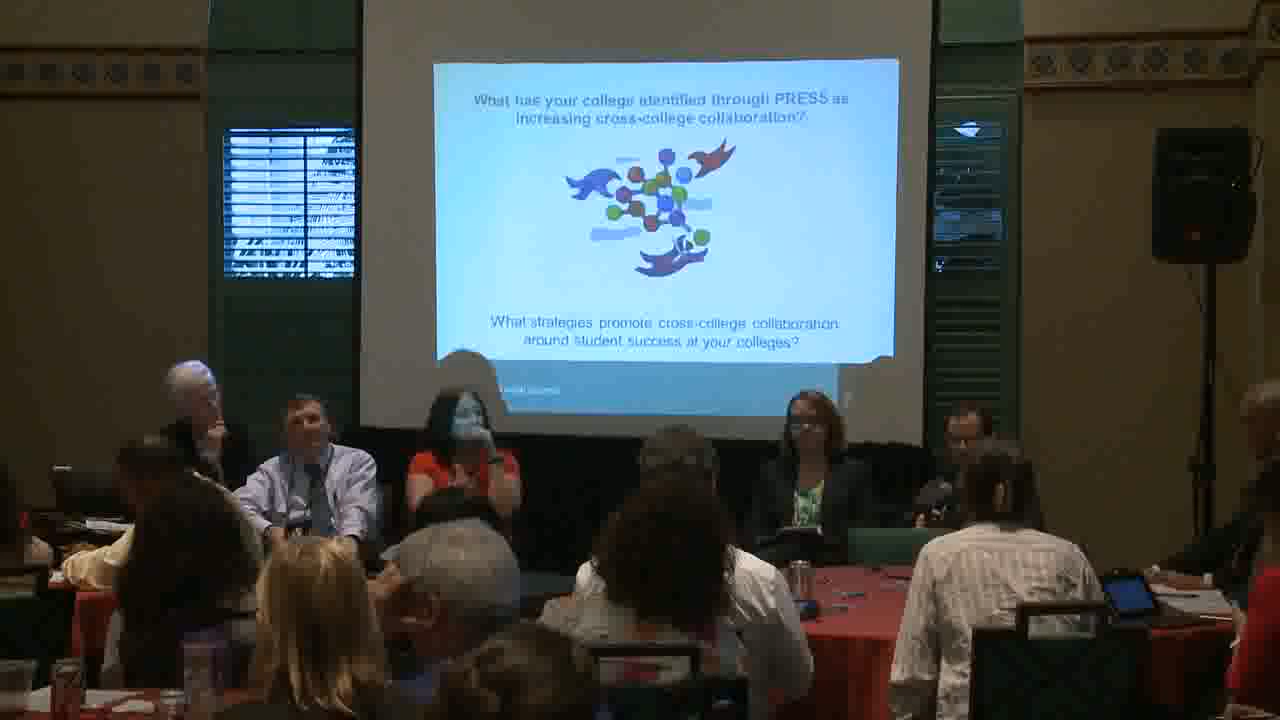 What has your college identified through PRESS as
increasing cross-college collaboration?
What strategies promote cross-college collaboration
around student success at your colleges?